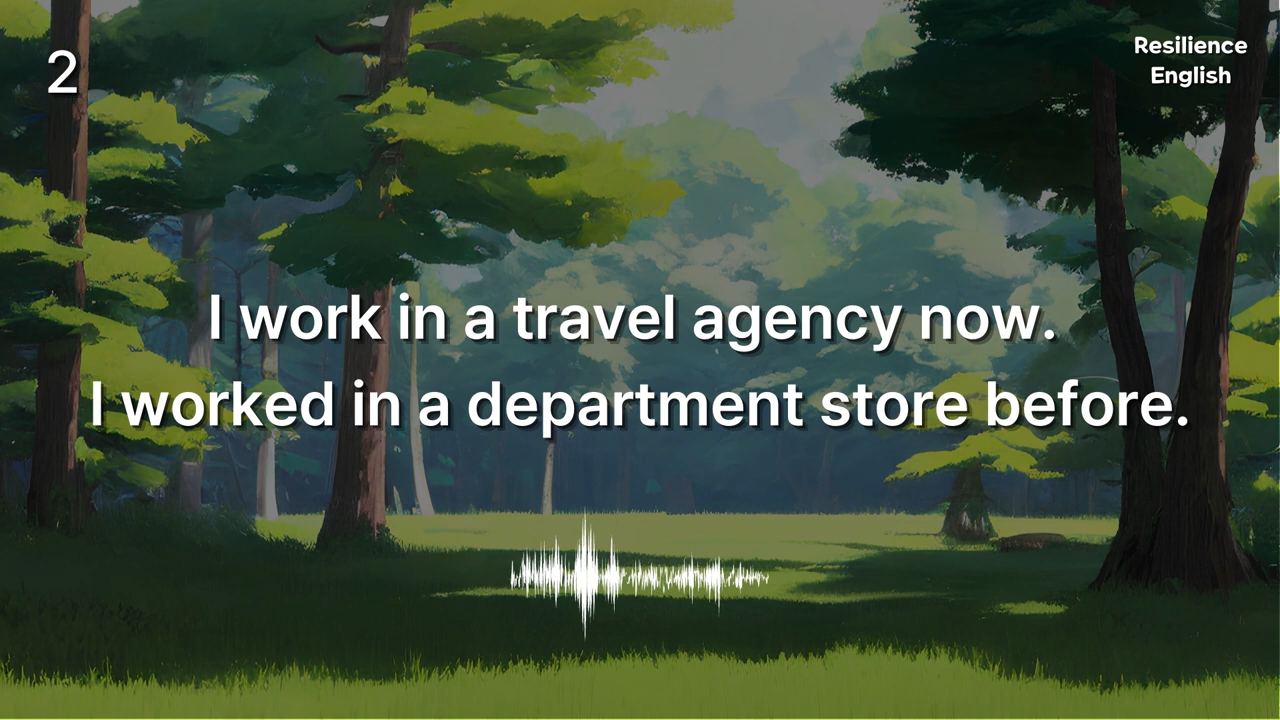 2
Resilience
English
I work in a travel agency now.
I worked in a department store before.